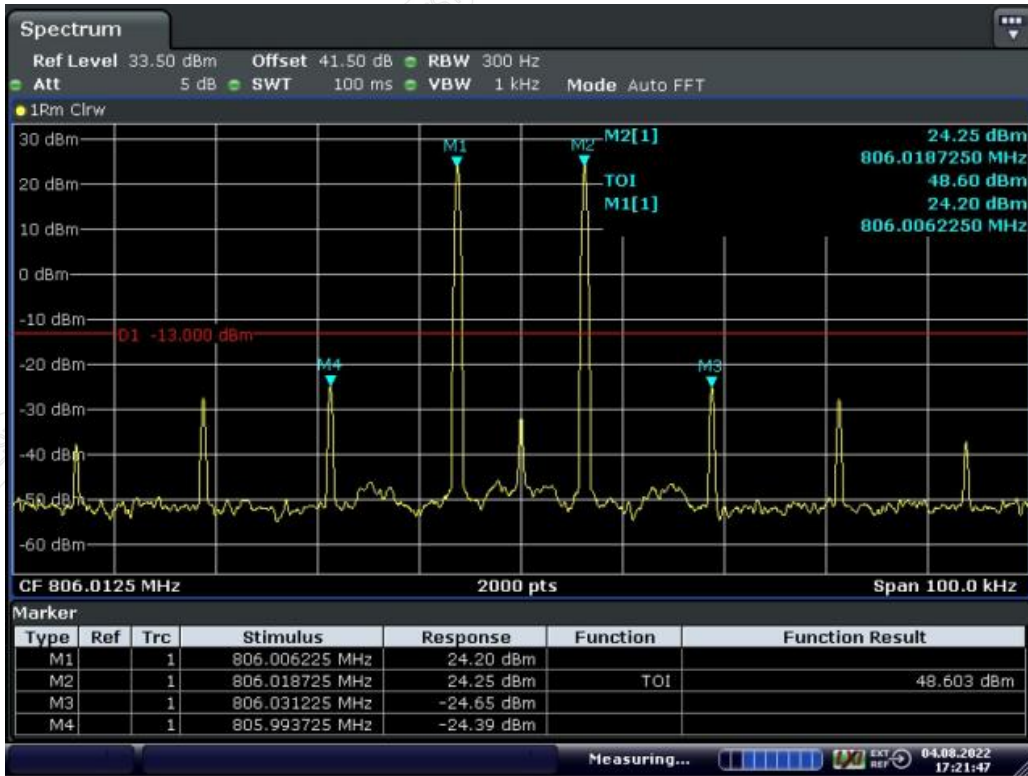 Spectrum
Ref Level 33.50 dBm Offset 41.50 dB RBW 300 Hz
Att 5 dB SWT 100 ms VBW 1 kHz Mode Auto FFT
1Rm Clrw
30 dBm
M1
M2
M2[1] 24.25 dBm
806.0187250 MHz
20 dBm
TOI 48.60 dBm
M1[1] 24.20 dBm
10 dBm
806.0062250 MHz
0 dBm
-10 dBm
D1 -13.000 dBm
-20 dBm
M4
M3
-30 dBm
-40 dBm
-50 dBm
-60 dBm
CF 806.0125 MHz 2000 pts Span 100.0 kHz
Marker
Type Ref Trc Stimulus Response Function Function Result
M1 1 806.006225 MHz 24.20 dBm
M2 1 806.018725 MHz 24.25 dBm TOI 48.603 dBm
M3 1 806.031225 MHz -24.65 dBm
M4 1 805.993725 MHz -24.39 dBm
Measuring... LXI EXT REF 04.08.2022
17:21:47